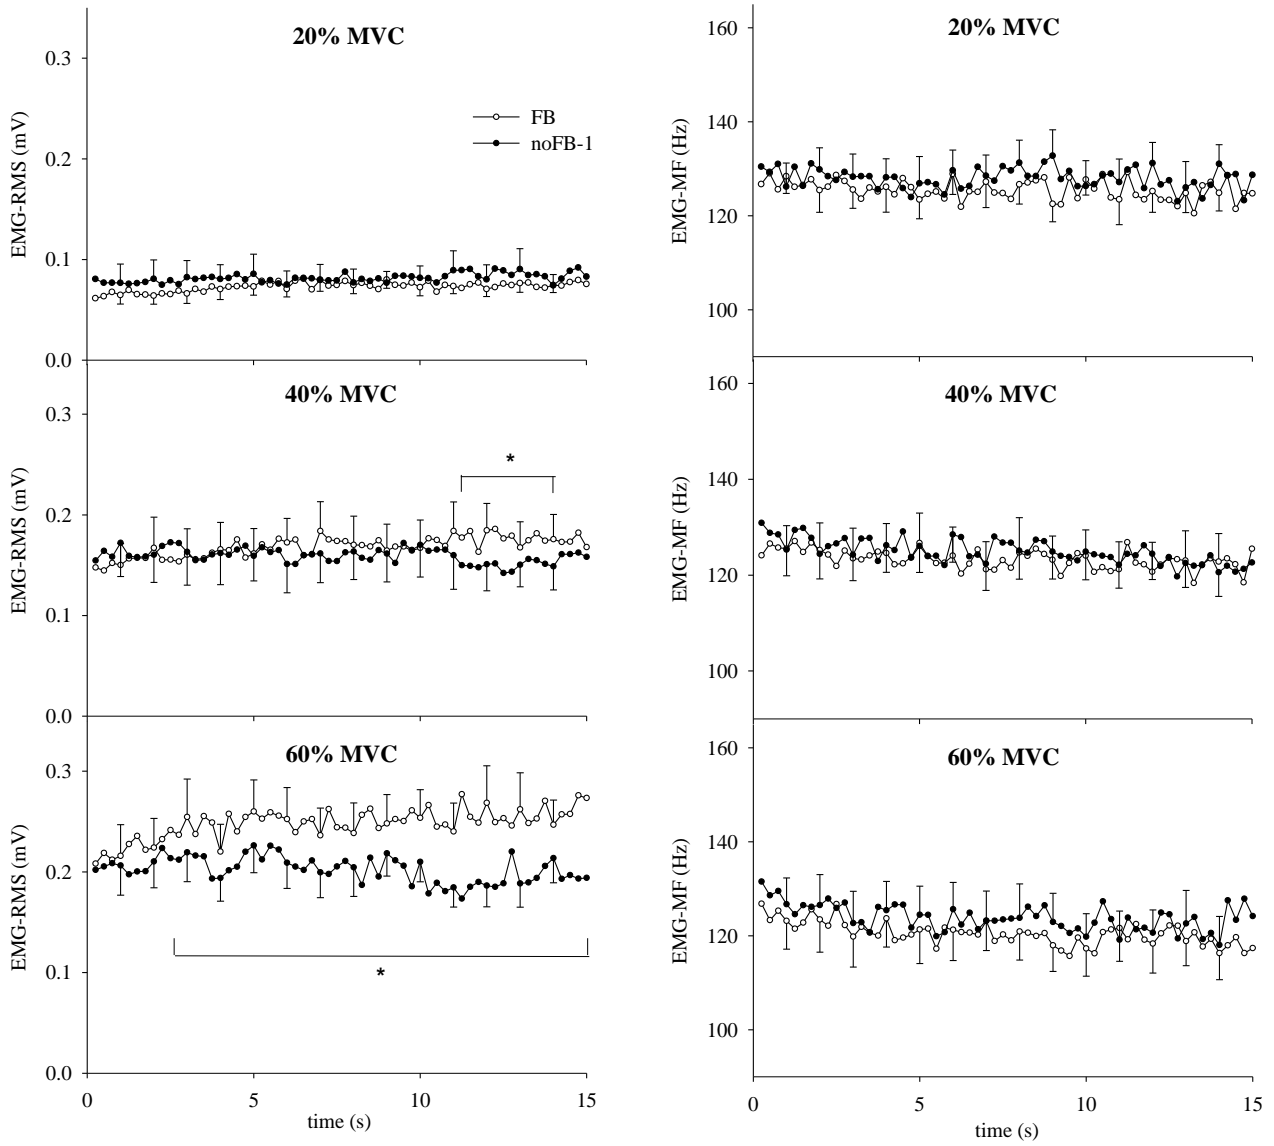 20% MVC
0.3
0.2
0.1
0.0
EMG-RMS (mV)
FB
noFB-1
40% MVC
0.3
0.2
0.1
0.0
EMG-RMS (mV)
*
60% MVC
0.3
0.2
0.1
0.0
EMG-RMS (mV)
*
0 5 10 15
time (s)
20% MVC
160
140
120
100
EMG-MF (Hz)
40% MVC
160
140
120
100
EMG-MF (Hz)
60% MVC
160
140
120
100
EMG-MF (Hz)
0 5 10 15
time (s)